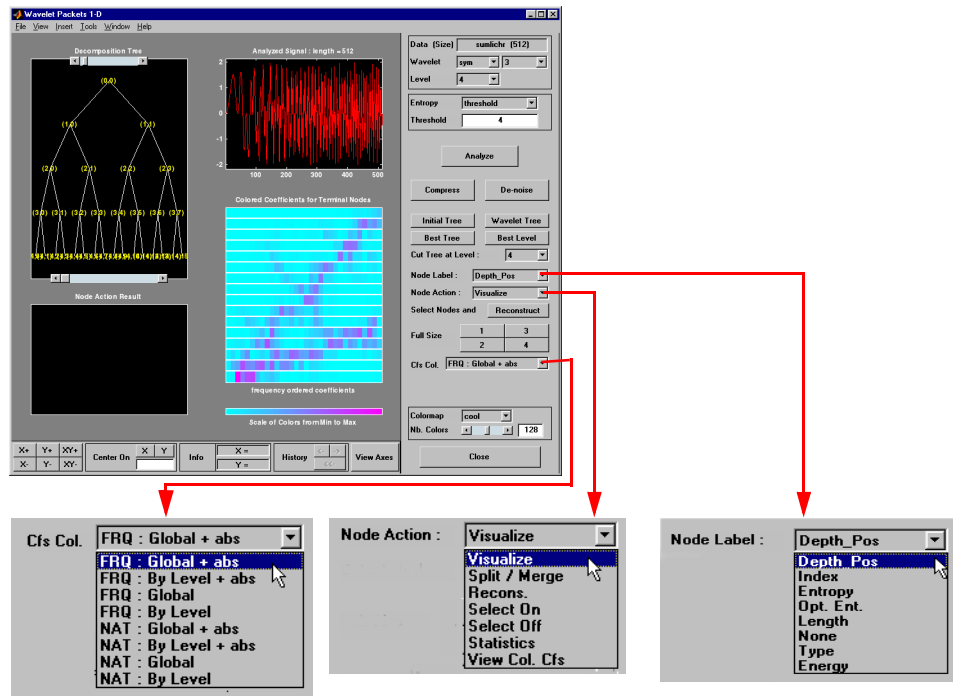 Wavelet Packets 1-D
File View Insert Tools Window Help
Decomposition Tree
(0,0)
(1,0) (1,1)
(2,0) (2,1) (2,2) (2,3)
(3,0) (3,1) (3,2) (3,3) (3,4) (3,5) (3,6) (3,7)
Node Action Result
Analyzed Signal : length = 512
2
1
0
-1
-2
100 200 300 400 500
Colored Coefficients for Terminal Nodes
frequency ordered coefficients
Scale of Colors from Min to Max
Data (Size) sumlichr (512)
Wavelet sym 3
Level 4
Entropy threshold
Threshold 4
Analyze
Compress De-noise
Initial Tree Wavelet Tree
Best Tree Best Level
Cut Tree at Level : 4
Node Label : Depth_Pos
Node Action : Visualize
Select Nodes and Reconstruct
Full Size 1 3
2 4
Cfs Col. FRQ : Global + abs
Colormap cool
Nb. Colors 128
Close
X+ Y+ XY+
X- Y- XY-
Center On X Y
Info X =
Y =
History <- ->
<<-
View Axes
Cfs Col. FRQ : Global + abs
FRQ : Global + abs
FRQ : By Level + abs
FRQ : Global
FRQ : By Level
NAT : Global + abs
NAT : By Level + abs
NAT : Global
NAT : By Level
Node Action : Visualize
Visualize
Split / Merge
Recons.
Select On
Select Off
Statistics
View Col. Cfs
Node Label : Depth_Pos
Depth_Pos
Index
Entropy
Opt. Ent.
Length
None
Type
Energy